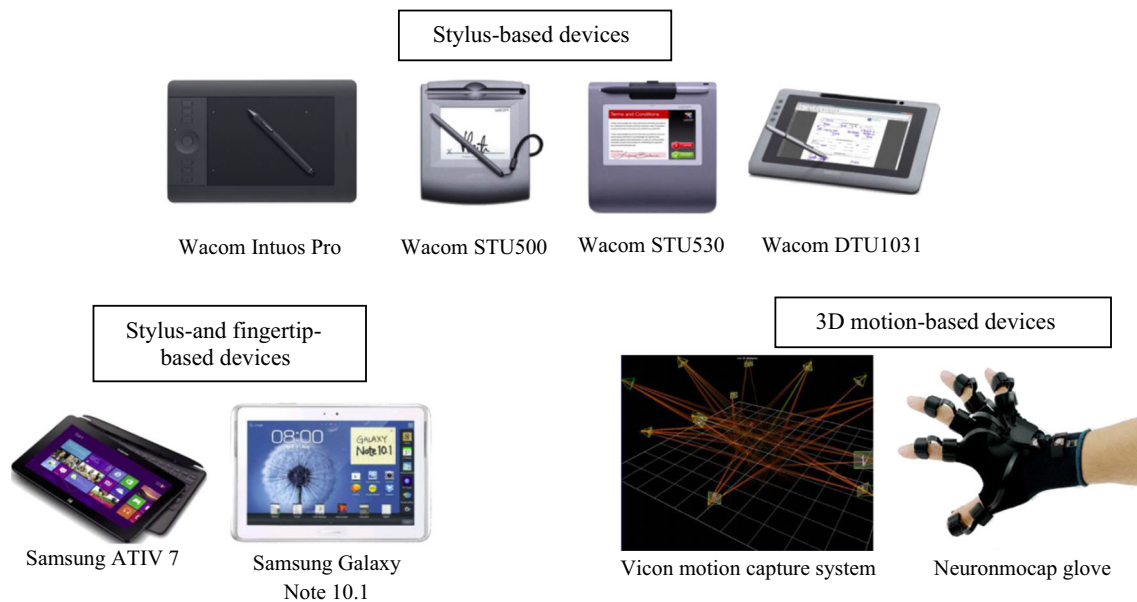 Stylus-based devices
Terms and Conditions
Wacom Intuos Pro
Wacom STU500
Wacom STU530
Wacom DTU1031
Stylus-and fingertip-
based devices
3D motion-based devices
08:00
GALAXY
Note 10.1
Samsung ATIV 7
Samsung Galaxy
Note 10.1
Vicon motion capture system
Neuronmocap glove